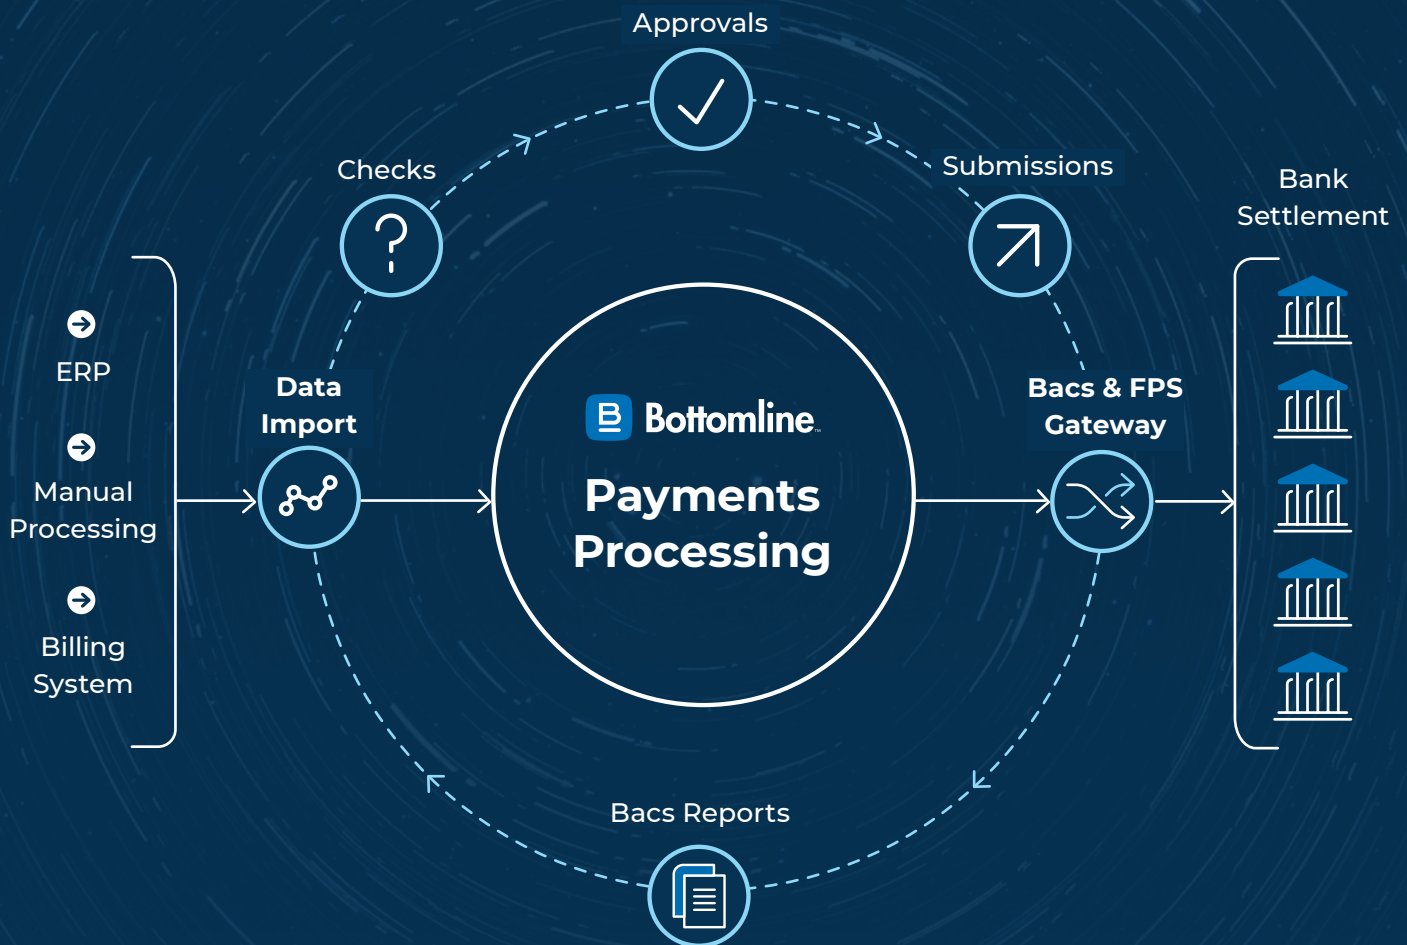 Approvals
Checks
Submissions
Bank
Settlement
ERP
Manual
Processing
Billing
System
Data
Import
Bottomline™
Payments
Processing
Bacs & FPS
Gateway
Bacs Reports